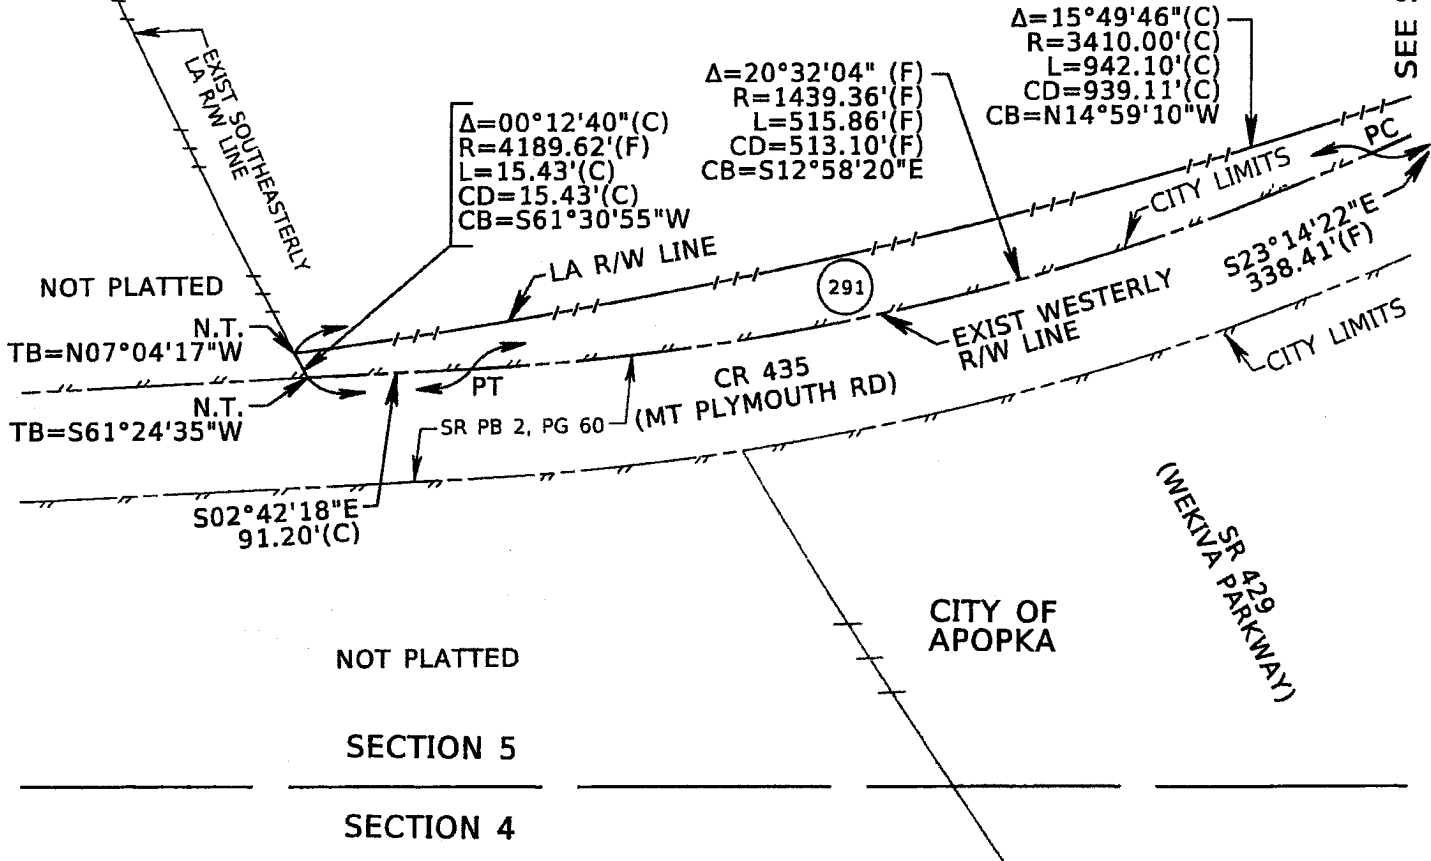 SEE S
Δ=15°49'46"(C)
R=3410.00'(C)
L=942.10'(C)
CD=939.11'(C)
CB=N14°59'10"W
Δ=20°32'04" (F)
R=1439.36'(F)
L=515.86'(F)
CD=513.10'(F)
CB=S12°58'20"E
Δ=00°12'40"(C)
R=4189.62'(F)
L=15.43'(C)
CD=15.43'(C)
CB=S61°30'55"W
EXIST SOUTHEASTERLY
LA R/W LINE
PC
CITY LIMITS
S23°14'22"E
338.41'(F)
LA R/W LINE
NOT PLATTED
291
N.T.
TB=N07°04'17"W
EXIST WESTERLY
R/W LINE
CITY LIMITS
PT
CR 435
(MT PLYMOUTH RD)
N.T.
TB=S61°24'35"W
SR PB 2, PG 60
S02°42'18"E
91.20'(C)
SR 429
(WEKIVA PARKWAY)
CITY OF
APOPKA
NOT PLATTED
SECTION 5
SECTION 4